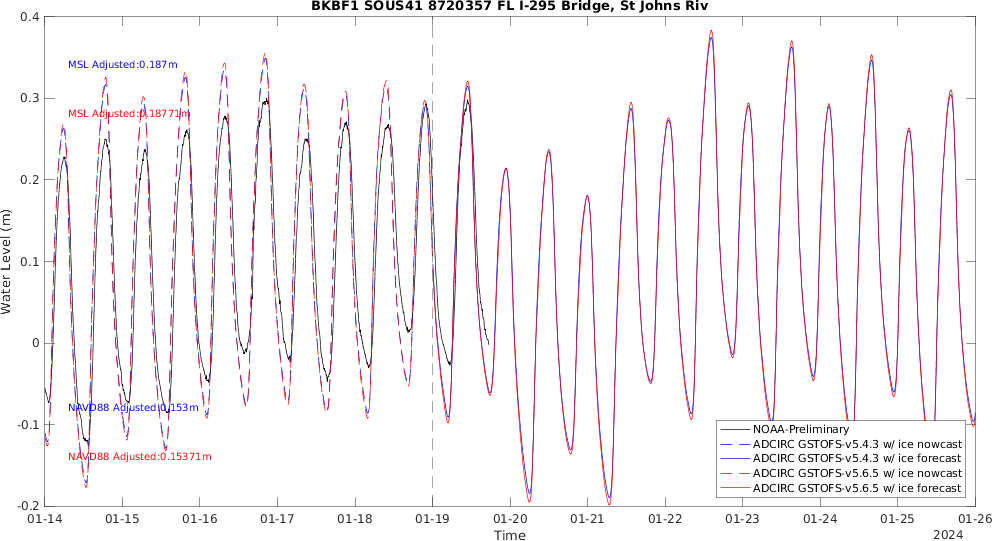 BKBF1 SOUS41 8720357 FL I-295 Bridge, St Johns Riv
0.4
0.3
0.2
0.1
0
-0.1
-0.2
Water Level (m)
MSL Adjusted:0.187m
MSL Adjusted:0.18771m
NAVD88 Adjusted:0.153m
NAVD88 Adjusted:0.15371m
NOAA-Preliminary
ADCIRC GSTOFS-v5.4.3 w/ ice nowcast
ADCIRC GSTOFS-v5.4.3 w/ ice forecast
ADCIRC GSTOFS-v5.6.5 w/ ice nowcast
ADCIRC GSTOFS-v5.6.5 w/ ice forecast
01-14 01-15 01-16 01-17 01-18 01-19 01-20 01-21 01-22 01-23 01-24 01-25 01-26
Time
2024